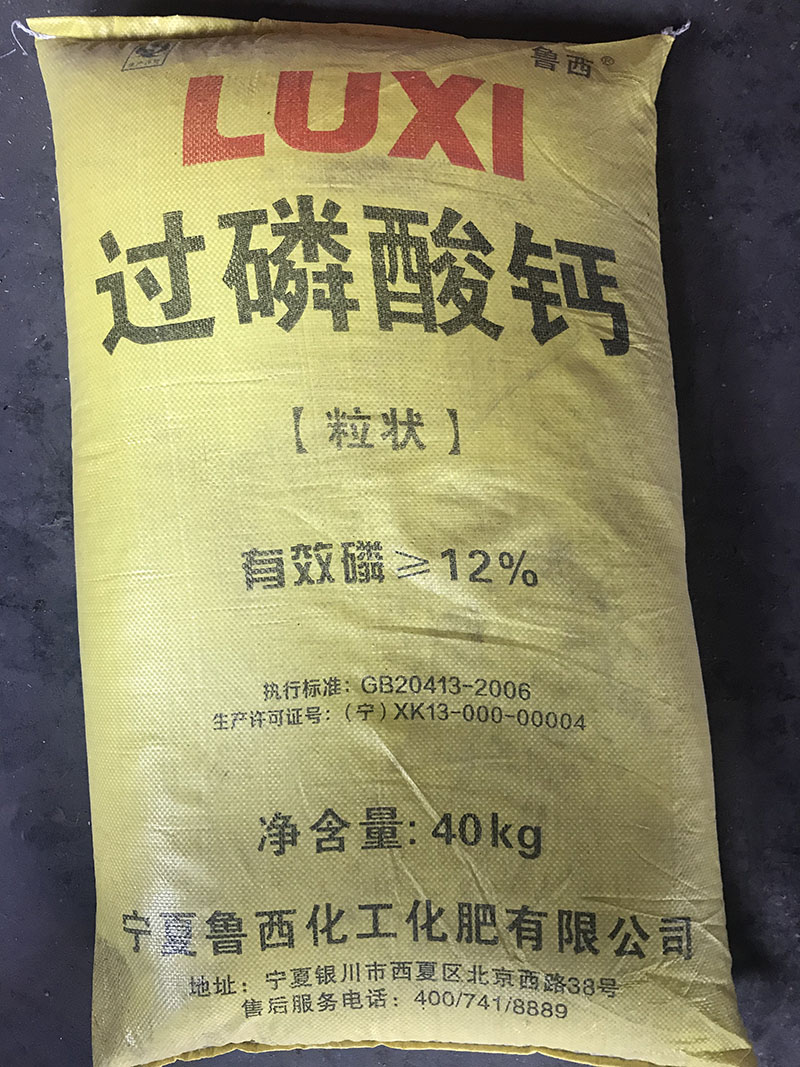 鲁西®
LUXI
过磷酸钙
【粒状】
有效磷≥12%
执行标准：GB20413-2006
生产许可证号：（宁）XK13-000-00004
净含量：40kg
宁夏鲁西化工化肥有限公司
地址：宁夏银川市西夏区北京西路38号
售后服务电话：400/741/8889